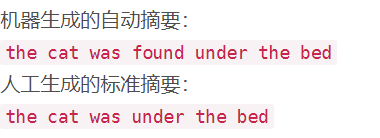 机器生成的自动摘要：
the cat was found under the bed
人工生成的标准摘要：
the cat was under the bed